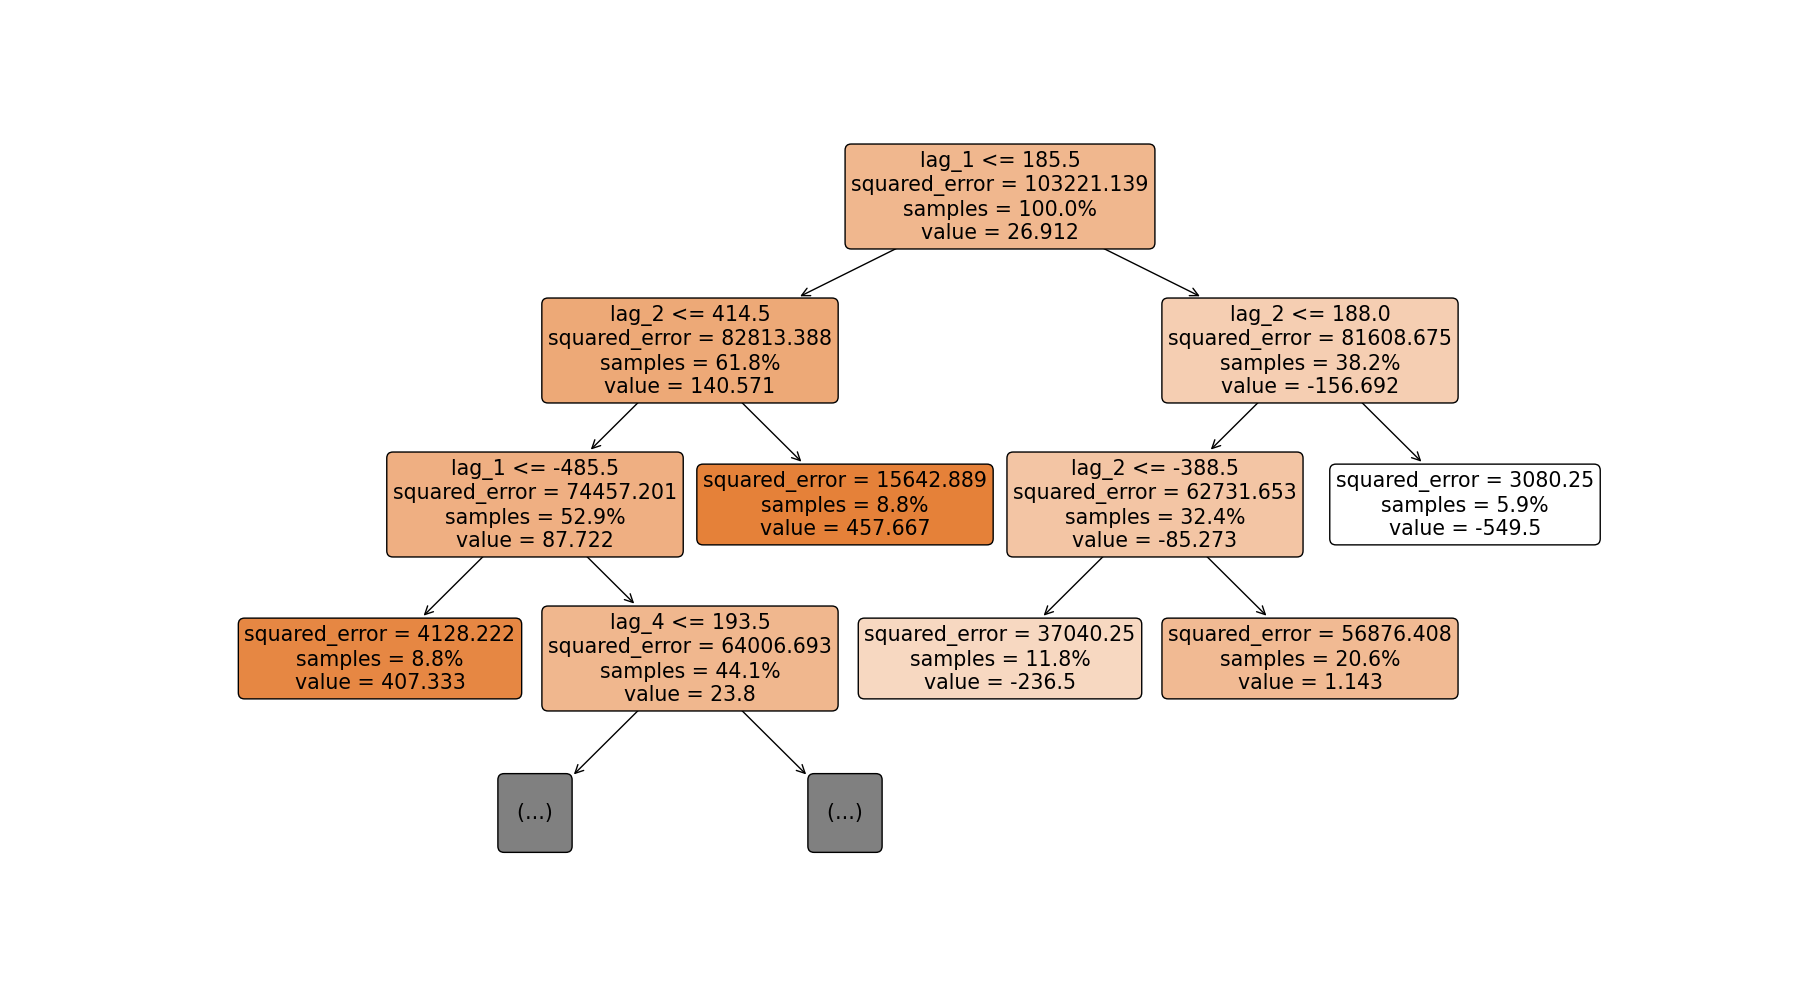 lag_1 <= 185.5
squared_error = 103221.139
samples = 100.0%
value = 26.912
lag_2 <= 414.5
squared_error = 82813.388
samples = 61.8%
value = 140.571
lag_2 <= 188.0
squared_error = 81608.675
samples = 38.2%
value = -156.692
lag_1 <= -485.5
squared_error = 74457.201
samples = 52.9%
value = 87.722
squared_error = 15642.889
samples = 8.8%
value = 457.667
lag_2 <= -388.5
squared_error = 62731.653
samples = 32.4%
value = -85.273
squared_error = 3080.25
samples = 5.9%
value = -549.5
squared_error = 4128.222
samples = 8.8%
value = 407.333
lag_4 <= 193.5
squared_error = 64006.693
samples = 44.1%
value = 23.8
squared_error = 37040.25
samples = 11.8%
value = -236.5
squared_error = 56876.408
samples = 20.6%
value = 1.143
(...)
(...)